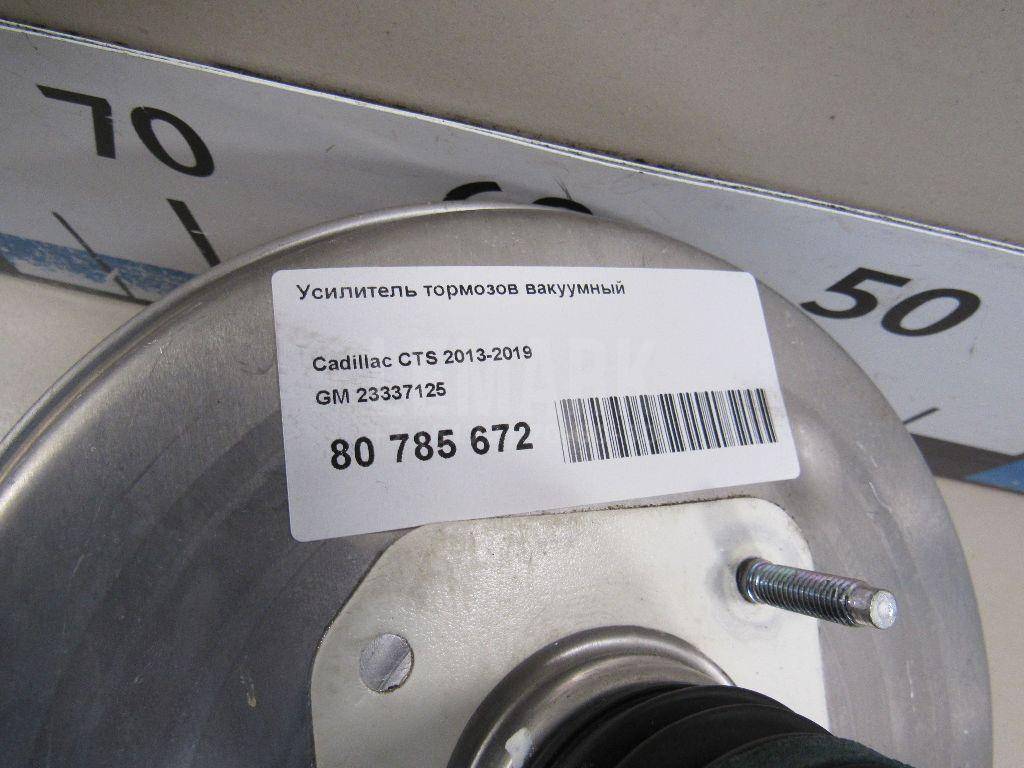 70
50
Усилитель тормозов вакуумный
Cadillac CTS 2013-2019
GM 23337125
80 785 672